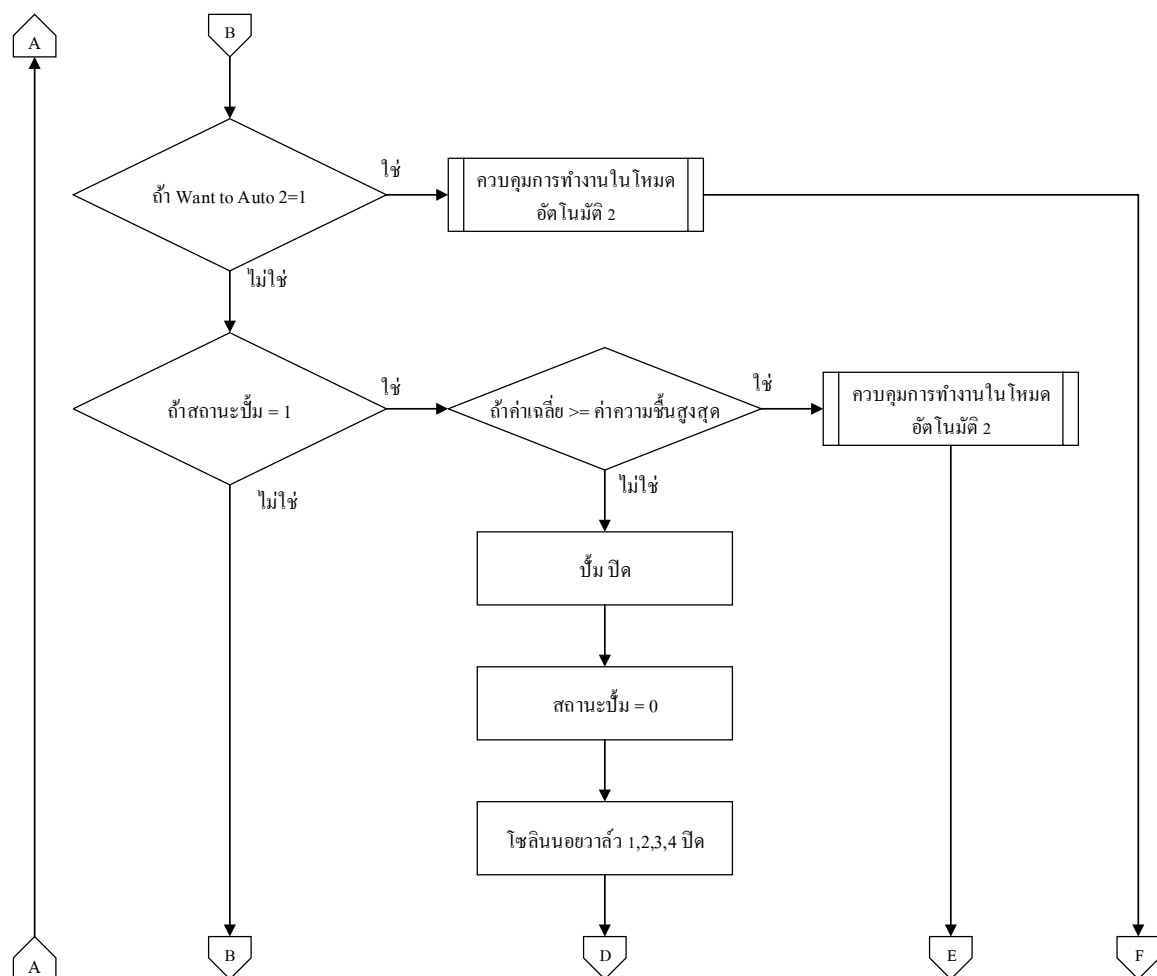 A
B
ใช่
ถ้า Want to Auto 2=1
ควบคุมการทำงานในโหมด
อัตโนมัติ 2
ไม่ใช่
ใช่
ใช่
ถ้าสถานะปั้ม = 1
ถ้าค่าเฉลี่ย >= ค่าความชื้นสูงสุด
ควบคุมการทำงานในโหมด
อัตโนมัติ 2
ไม่ใช่
ไม่ใช่
ปั้ม ปิด
สถานะปั้ม = 0
โซลินนอยวาล์ว 1,2,3,4 ปิด
A
B
D
E
F